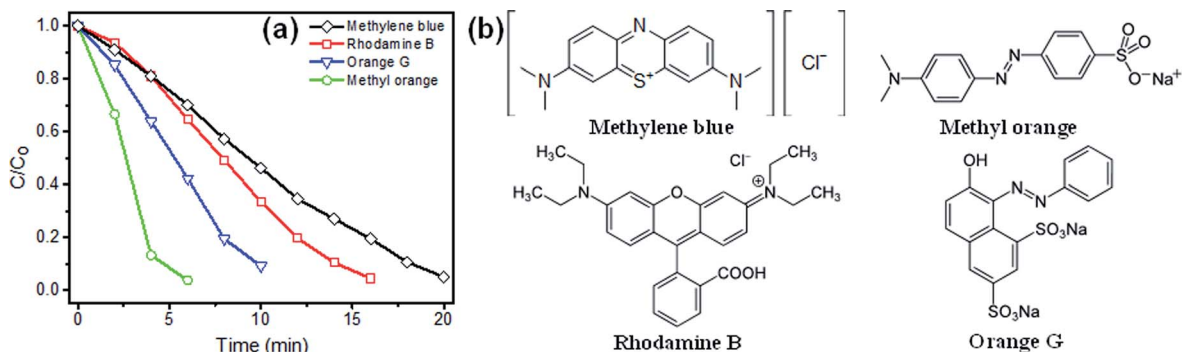 (a)
Methylene blue
Rhodamine B
Orange G
Methyl orange
C/C₀
1.0
0.8
0.6
0.4
0.2
0.0
0
5
10
15
20
Time (min)
(b)
N
N
S⁺
N
Cl⁻
Methylene blue
N
N
N
S
O
O
O⁻Na⁺
Methyl orange
H₃C
H₃C
N
O
Cl⁻
⊕
N
CH₃
CH₃
COOH
Rhodamine B
OH
N
N
SO₃Na
SO₃Na
Orange G